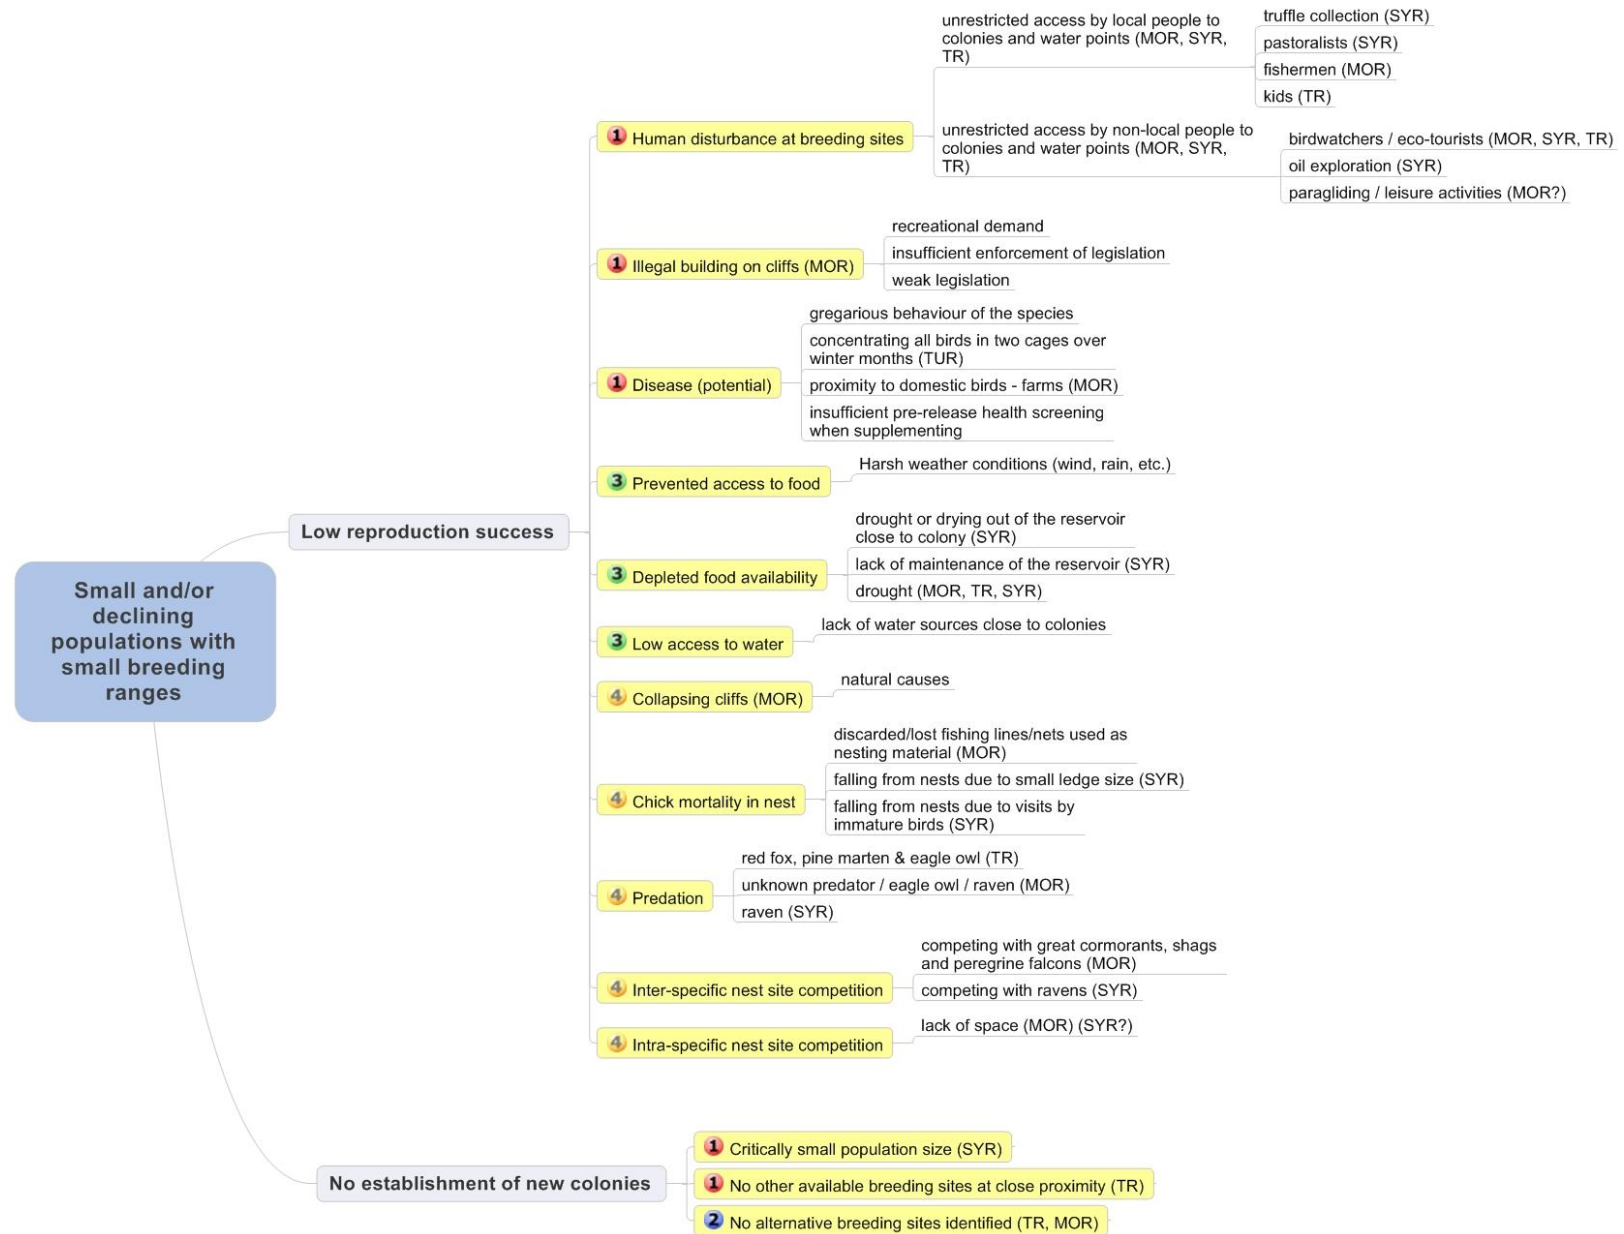 Small and/or
declining
populations with
small breeding
ranges
Low reproduction success
1 Human disturbance at breeding sites
unrestricted access by local people to
colonies and water points (MOR, SYR,
TR)
truffle collection (SYR)
pastoralists (SYR)
fishermen (MOR)
kids (TR)
unrestricted access by non-local people to
colonies and water points (MOR, SYR,
TR)
birdwatchers / eco-tourists (MOR, SYR, TR)
oil exploration (SYR)
paragliding / leisure activities (MOR?)
1 Illegal building on cliffs (MOR)
recreational demand
insufficient enforcement of legislation
weak legislation
1 Disease (potential)
gregarious behaviour of the species
concentrating all birds in two cages over
winter months (TUR)
proximity to domestic birds - farms (MOR)
insufficient pre-release health screening
when supplementing
3 Prevented access to food
Harsh weather conditions (wind, rain, etc.)
3 Depleted food availability
drought or drying out of the reservoir
close to colony (SYR)
lack of maintenance of the reservoir (SYR)
drought (MOR, TR, SYR)
3 Low access to water
lack of water sources close to colonies
4 Collapsing cliffs (MOR)
natural causes
4 Chick mortality in nest
discarded/lost fishing lines/nets used as
nesting material (MOR)
falling from nests due to small ledge size (SYR)
falling from nests due to visits by
immature birds (SYR)
4 Predation
red fox, pine marten & eagle owl (TR)
unknown predator / eagle owl / raven (MOR)
raven (SYR)
4 Inter-specific nest site competition
competing with great cormorants, shags
and peregrine falcons (MOR)
competing with ravens (SYR)
4 Intra-specific nest site competition
lack of space (MOR) (SYR?)
No establishment of new colonies
1 Critically small population size (SYR)
1 No other available breeding sites at close proximity (TR)
2 No alternative breeding sites identified (TR, MOR)